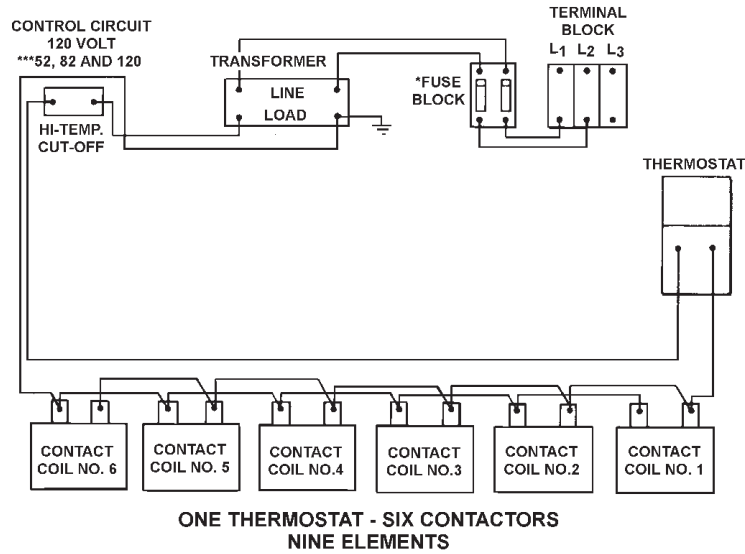 CONTROL CIRCUIT
120 VOLT
***52, 82 AND 120
TRANSFORMER
LINE
LOAD
HI-TEMP.
CUT-OFF
*FUSE
BLOCK
TERMINAL
BLOCK
L1 L2 L3
THERMOSTAT
CONTACT
COIL NO. 6
CONTACT
COIL NO. 5
CONTACT
COIL NO.4
CONTACT
COIL NO.3
CONTACT
COIL NO.2
CONTACT
COIL NO. 1
ONE THERMOSTAT - SIX CONTACTORS
NINE ELEMENTS